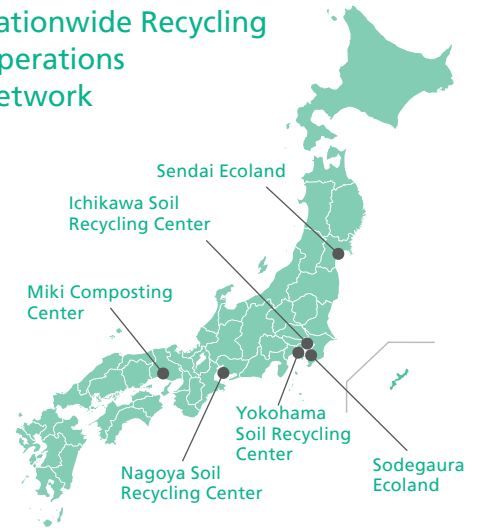 ationwide Recycling
perations
etwork
Sendai Ecoland
Ichikawa Soil
Recycling Center
Miki Composting
Center
Yokohama
Soil Recycling
Center
Nagoya Soil
Recycling Center
Sodegaura
Ecoland